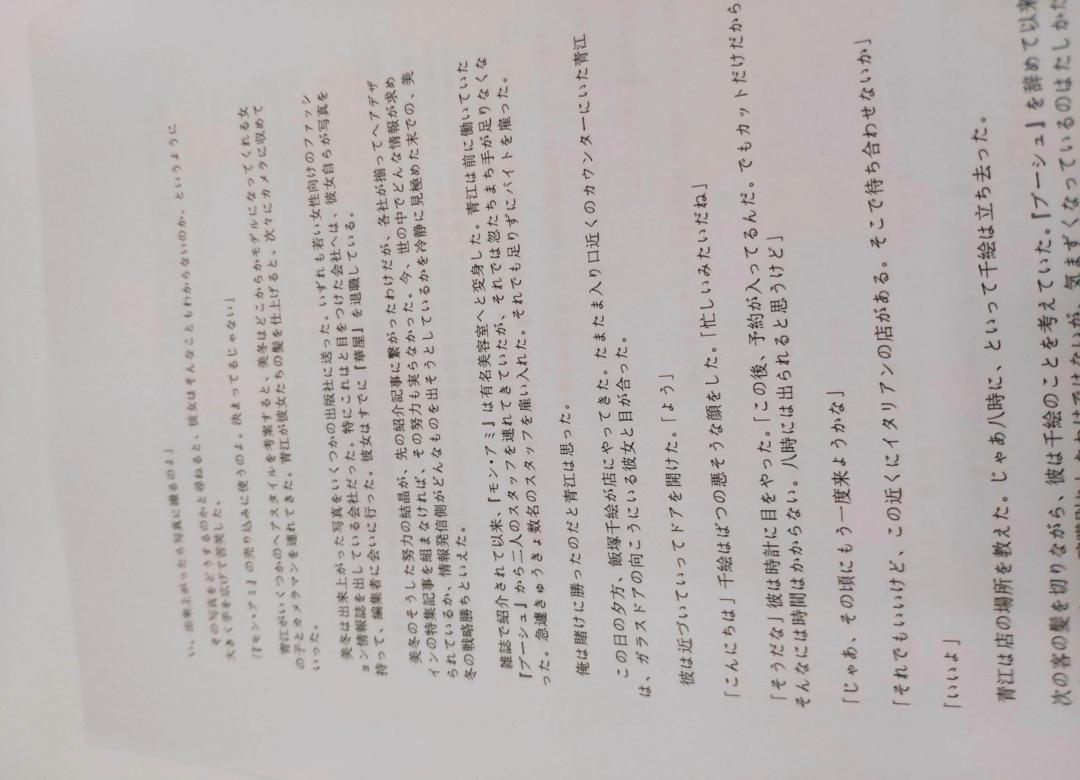 い、出来上がったら写真に撮るのよ」
その写真をどうするのかと尋ねると、彼女はそんなこともわからないのか、というように
大きく手を広げて苦笑した。
『モン・アミ』の売り込みに使うのよ。決まってるじゃない」
青江がいくつかのヘアスタイルを考案すると、美冬はどこからかモデルになってくれる女
の子とカメラマンを連れてきた。青江が彼女たちの髪を仕上げると、次々にカメラに収めて
いった。
美冬は出来上がった写真をいくつかの出版社に送った。いずれも若い女性向けのファッシ
ョン情報誌を出している会社だった。特にこれはと目をつけた会社へは、彼女自らが写真を
持って、編集者に会いに行った。彼女はすでに『華屋』を退職している。
美冬のそうした努力の結晶が、先の紹介記事に繋がったわけだが、各社が揃ってヘアデザ
インの特集記事を組まなければ、その努力も実らなかった。今、世の中でどんな情報が求め
られているか、情報発信側がどんなものを出そうとしているかを冷静に見極めた末での、美
冬の戦略勝ちといえた。
雑誌で紹介されて以来、『モン・アミ』は有名美容室へと変身した。青江は前に働いていた
『ブーシュ』から二人のスタッフを連れてきていたが、それでは忽たちまち手が足りなくな
った。急遽きゅうきょ数名のスタッフを雇い入れた。それでも足りずにバイトを雇った。
俺は賭けに勝ったのだと青江は思った。
この日の夕方、飯塚千絵が店にやってきた。たまたま入り口近くのカウンターにいた青江
は、ガラスドアの向こうにいる彼女と目が合った。
彼は近づいていってドアを開けた。「よう」
「こんにちは」千絵はばつの悪そうな顔をした。「忙しいみたいだね」
「そうだな」彼は時計に目をやった。「この後、予約が入ってるんだ。でもカットだけだから
そんなには時間はかからない。八時には出られると思うけど」
「じゃあ、その頃にもう一度来ようかな」
「それでもいいけど、この近くにイタリアンの店がある。そこで待ち合わせないか」
「いいよ」
青江は店の場所を教えた。じゃあ八時に、といって千絵は立ち去った。
次の客の髪を切りながら、彼は千絵のことを考えていた。『ブーシュ』を辞めて以来
気まずくなっているのはたしかだ